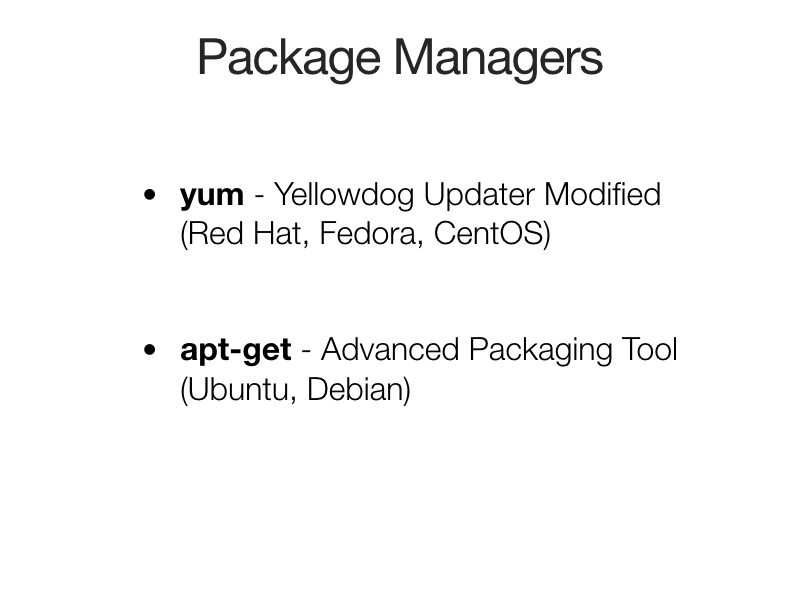 Package Managers
• yum - Yellowdog Updater Modified
(Red Hat, Fedora, CentOS)
• apt-get - Advanced Packaging Tool
(Ubuntu, Debian)